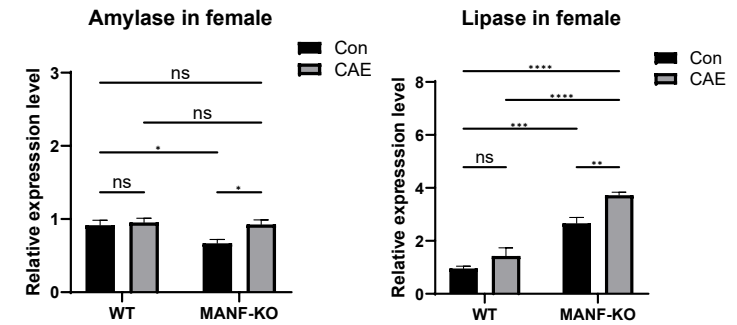 Amylase in female
Con
CAE
Relative expresssion level
3
2
1
0
ns
ns
*
ns
*
WT
MANF-KO
Lipase in female
Con
CAE
Relative expresssion level
8
6
4
2
0
****
****
***
ns
**
WT
MANF-KO